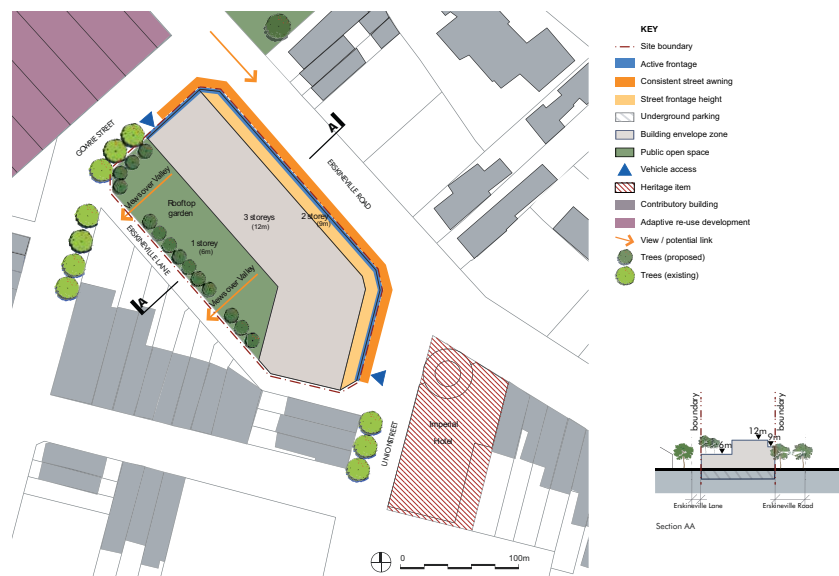 GOWRIE STREET
A
ERSKINEVILLE ROAD
Views over Valley
Rooftop
garden
3 storeys
(12m)
2 storey
(9m)
1 storey
(6m)
ERSKINEVILLE LANE
Views over Valley
A
UNION STREET
Imperial
Hotel
0
100m
KEY
Site boundary
Active frontage
Consistent street awning
Street frontage height
Underground parking
Building envelope zone
Public open space
Vehicle access
Heritage item
Contributory building
Adaptive re-use development
View / potential link
Trees (proposed)
Trees (existing)
boundary
boundary
12m
9m
6m
Erskineville Lane
Erskineville Road
Section AA